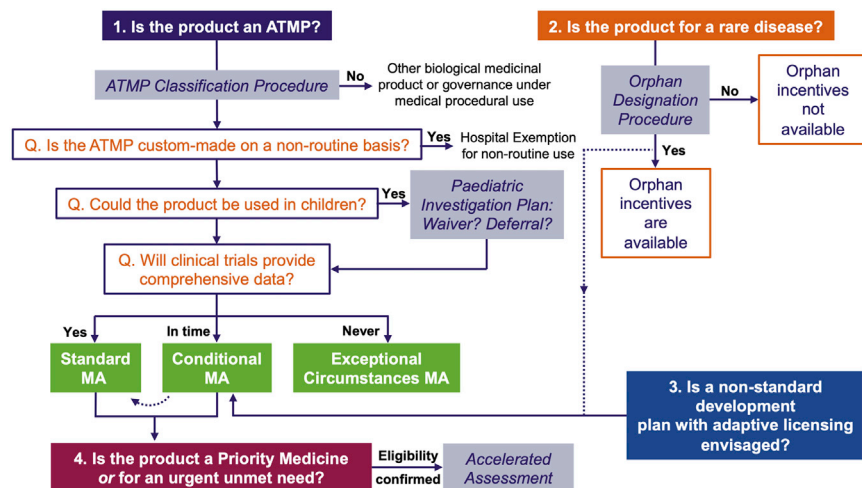 1. Is the product an ATMP?
ATMP Classification Procedure
No
Other biological medicinal
product or governance under
medical procedural use
Q. Is the ATMP custom-made on a non-routine basis?
Yes
Hospital Exemption
for non-routine use
Q. Could the product be used in children?
Yes
Paediatric
Investigation Plan:
Waiver? Deferral?
Q. Will clinical trials provide
comprehensive data?
Yes
In time
Never
Standard
MA
Conditional
MA
Exceptional
Circumstances MA
2. Is the product for a rare disease?
Orphan
Designation
Procedure
No
Orphan
incentives
not
available
Yes
Orphan
incentives
are
available
3. Is a non-standard
development
plan with adaptive licensing
envisaged?
4. Is the product a Priority Medicine
or for an urgent unmet need?
Eligibility
confirmed
Accelerated
Assessment